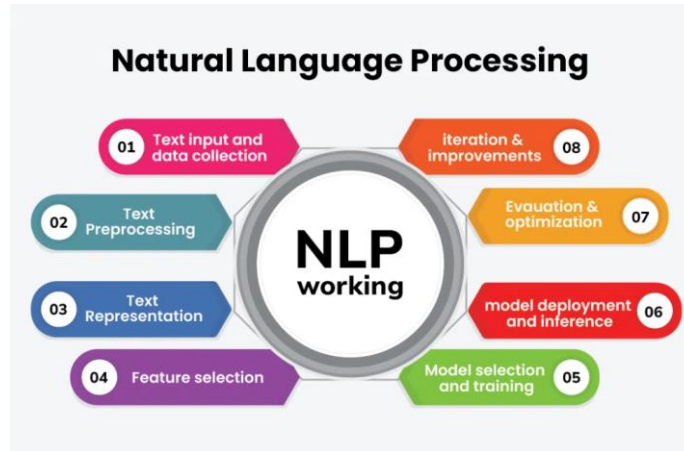 Natural Language Processing
01
Text input and
data collection
02
Text
Preprocessing
03
Text
Representation
04
Feature selection
NLP
working
iteration &
improvements
08
Evauation &
optimization
07
model deployment
and inference
06
Model selection
and training
05